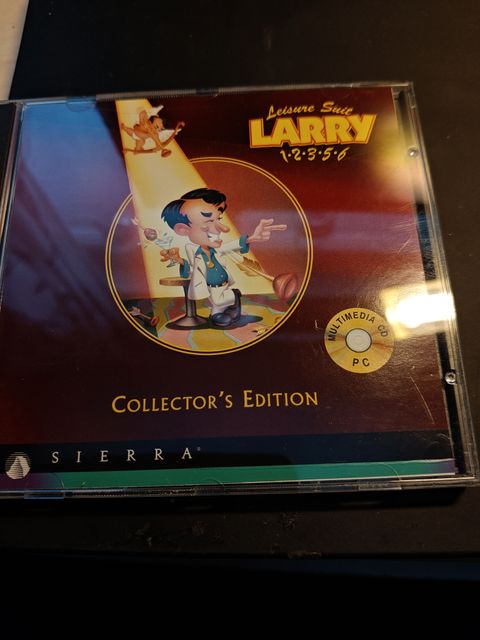 Leisure Suit
LARRY
1·2·3·5·6
MULTIMEDIA CD
PC
COLLECTOR'S EDITION
SIERRA®